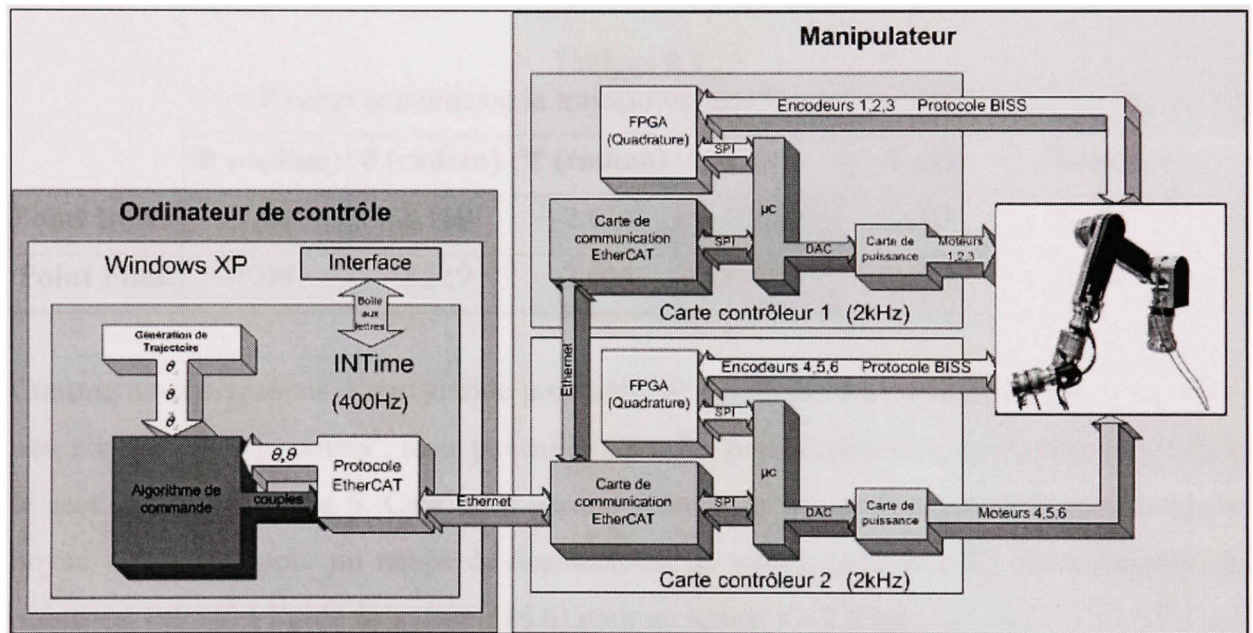 Manipulateur
FPGA
(Quadrature)
Encodeurs 1,2,3 Protocole BISS
SPI
µC
Carte de
communication
EtherCAT
SPI
DAC
Carte de
puissance
Moteurs
1,2,3
Carte contrôleur 1 (2kHz)
Ethernet
FPGA
(Quadrature)
Encodeurs 4,5,6 Protocole BISS
SPI
µC
Carte de
communication
EtherCAT
SPI
DAC
Carte de
puissance
Moteurs 4,5,6
Carte contrôleur 2 (2kHz)
Ordinateur de contrôle
Windows XP
Interface
Boîte
aux
lettres
INTime
(400Hz)
Génération de
Trajectoire
Algorithme de
commande
couples
Protocole
EtherCAT
Ethernet